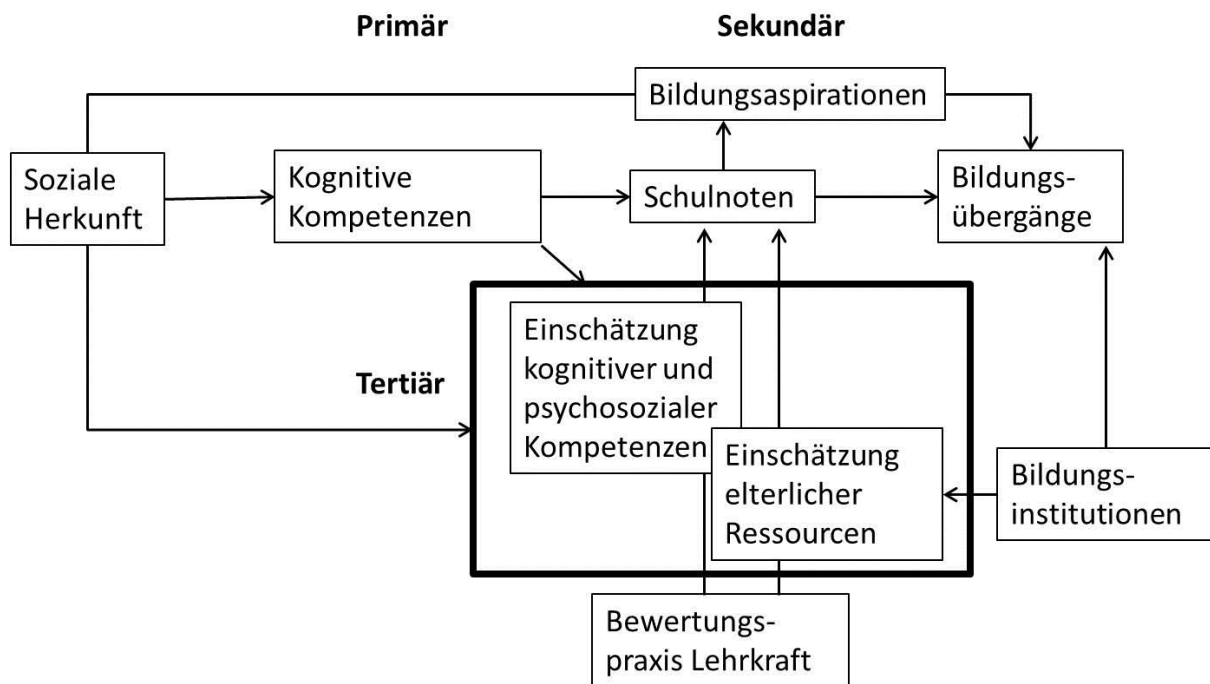 Primär
Sekundär
Bildungsaspirationen
Soziale
Herkunft
Kognitive
Kompetenzen
Schulnoten
Bildungs-
übergänge
Tertiär
Einschätzung
kognitiver und
psychosozialer
Kompetenzen
Einschätzung
elterlicher
Ressourcen
Bildungs-
institutionen
Bewertungs-
praxis Lehrkraft